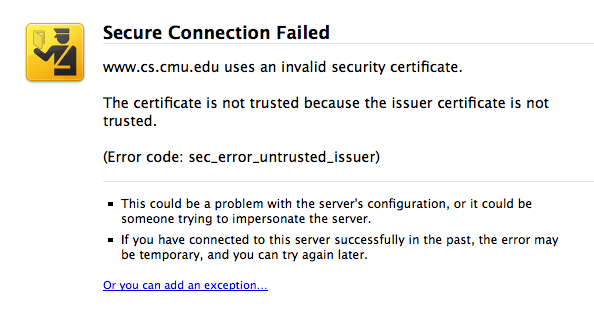 Secure Connection Failed
www.cs.cmu.edu uses an invalid security certificate.
The certificate is not trusted because the issuer certificate is not
trusted.
(Error code: sec_error_untrusted_issuer)
This could be a problem with the server's configuration, or it could be
someone trying to impersonate the server.
If you have connected to this server successfully in the past, the error may
be temporary, and you can try again later.
Or you can add an exception...